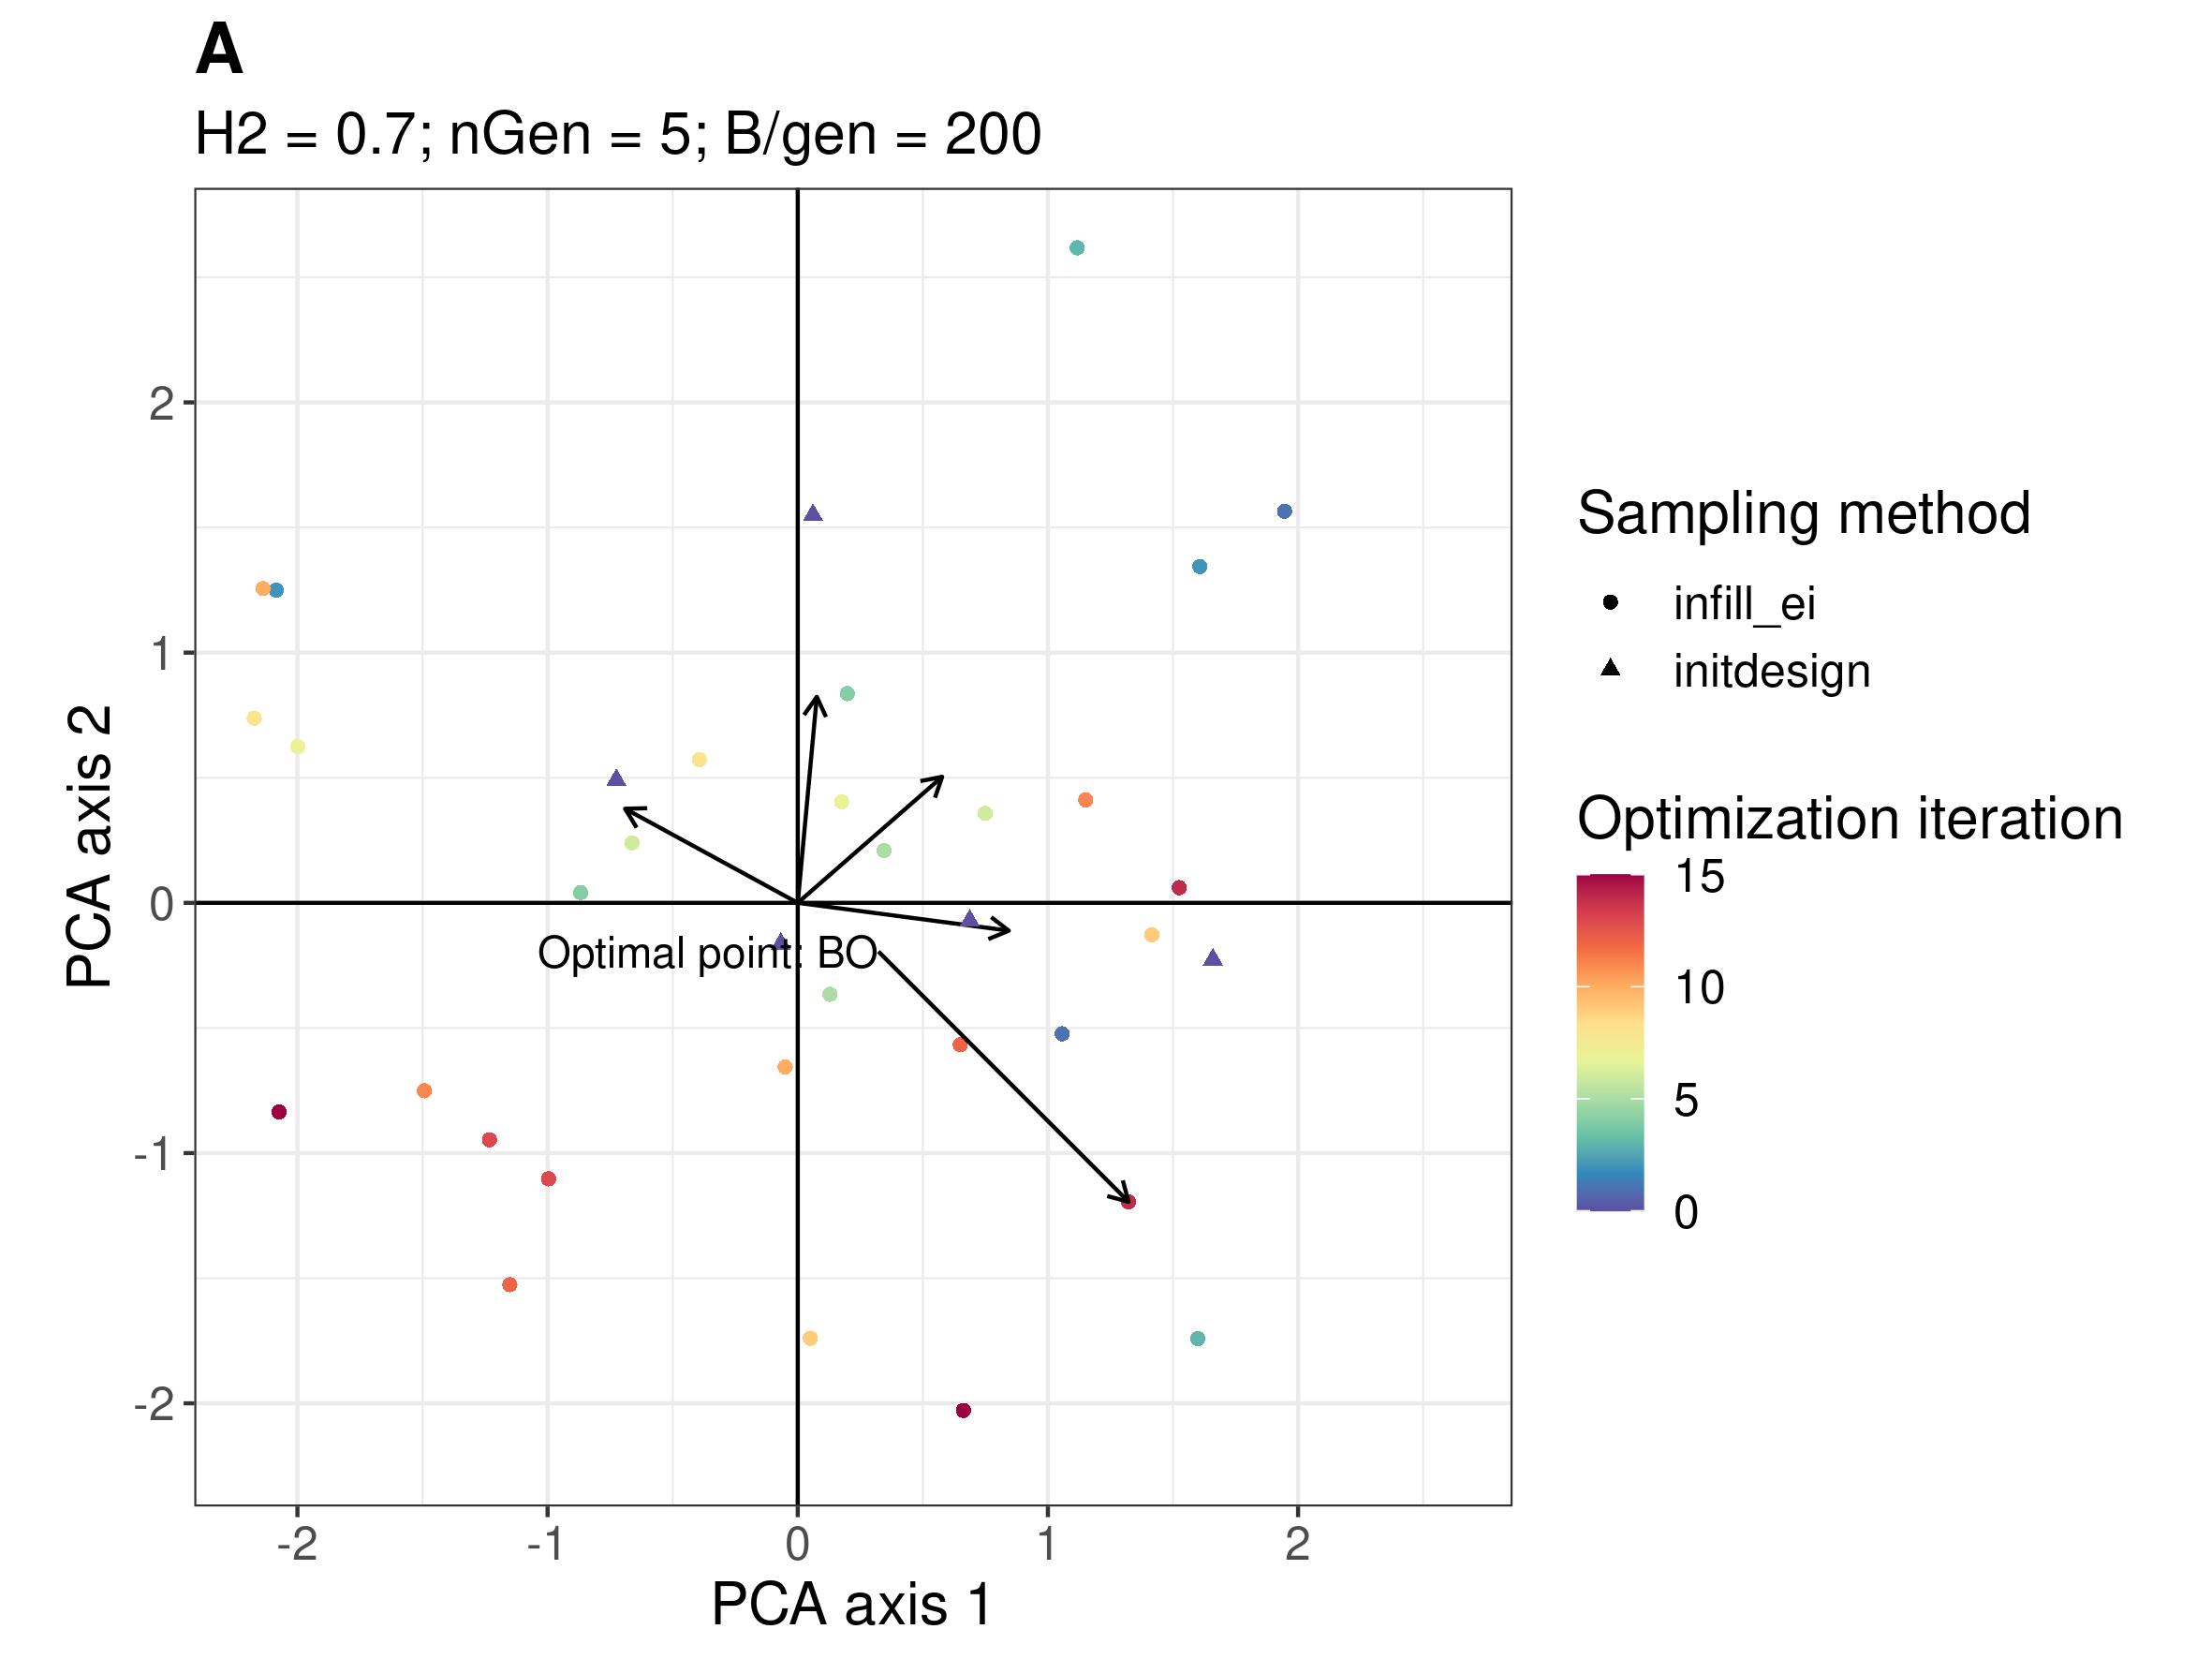 A
H2 = 0.7; nGen = 5; B/gen = 200
PCA axis 2
2
1
0
-1
-2
Optimal point: BO
-2
-1
0
1
2
PCA axis 1
Sampling method
infill_ei
initdesign
Optimization iteration
15
10
5
0